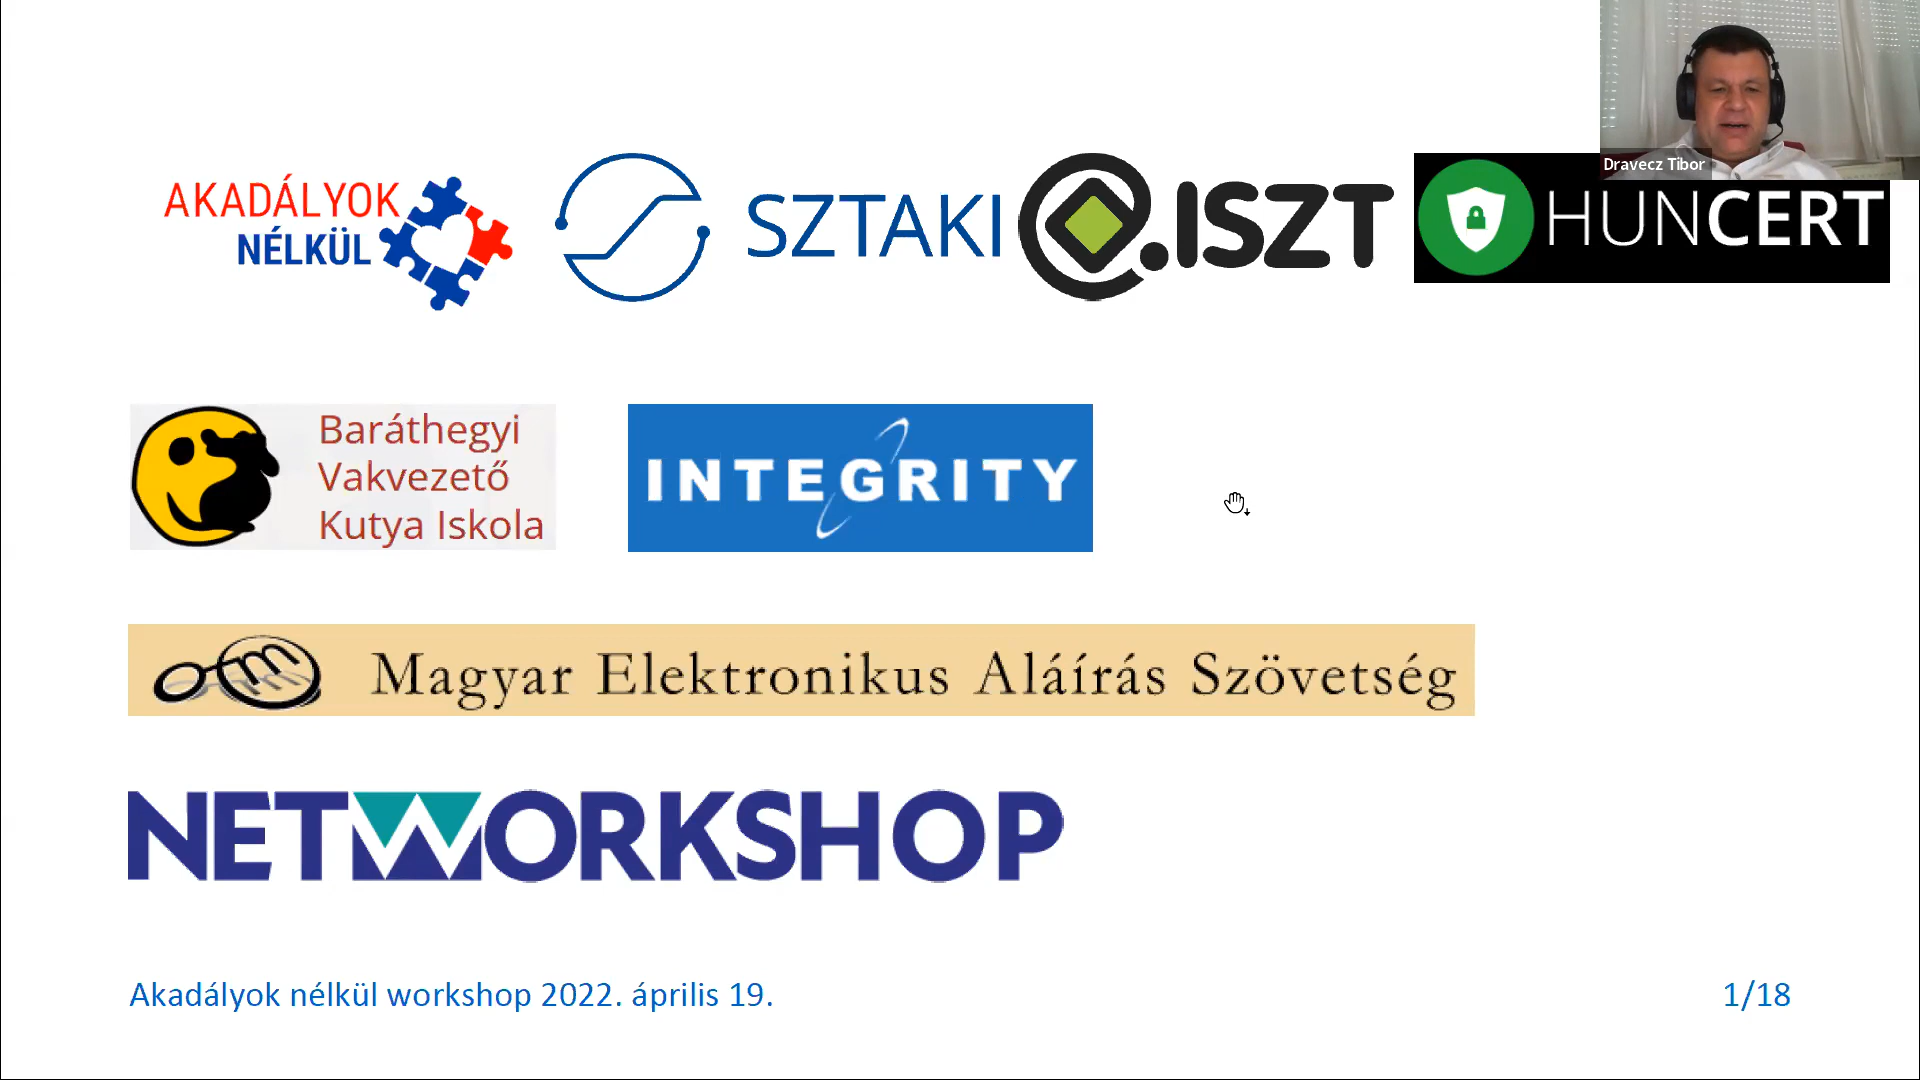 Dravecz Tibor
AKADÁLYOK
NÉLKÜL
SZTAKI
.ISZT
HUNCERT
Baráthegyi
Vakvezető
Kutya Iskola
INTEGRITY
Magyar Elektronikus Aláírás Szövetség
NETWORKSHOP
Akadályok nélkül workshop 2022. április 19.
1/18